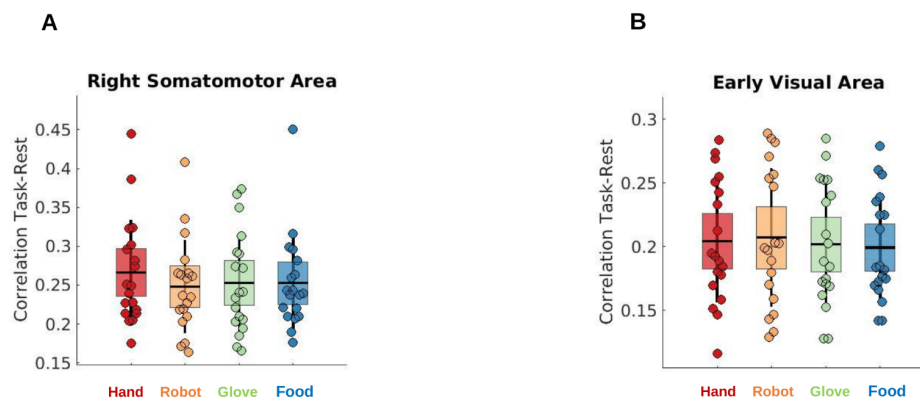 A
Right Somatomotor Area
Correlation Task-Rest
0.45
0.4
0.35
0.3
0.25
0.2
0.15
Hand Robot Glove Food
B
Early Visual Area
Correlation Task-Rest
0.3
0.25
0.2
0.15
Hand Robot Glove Food